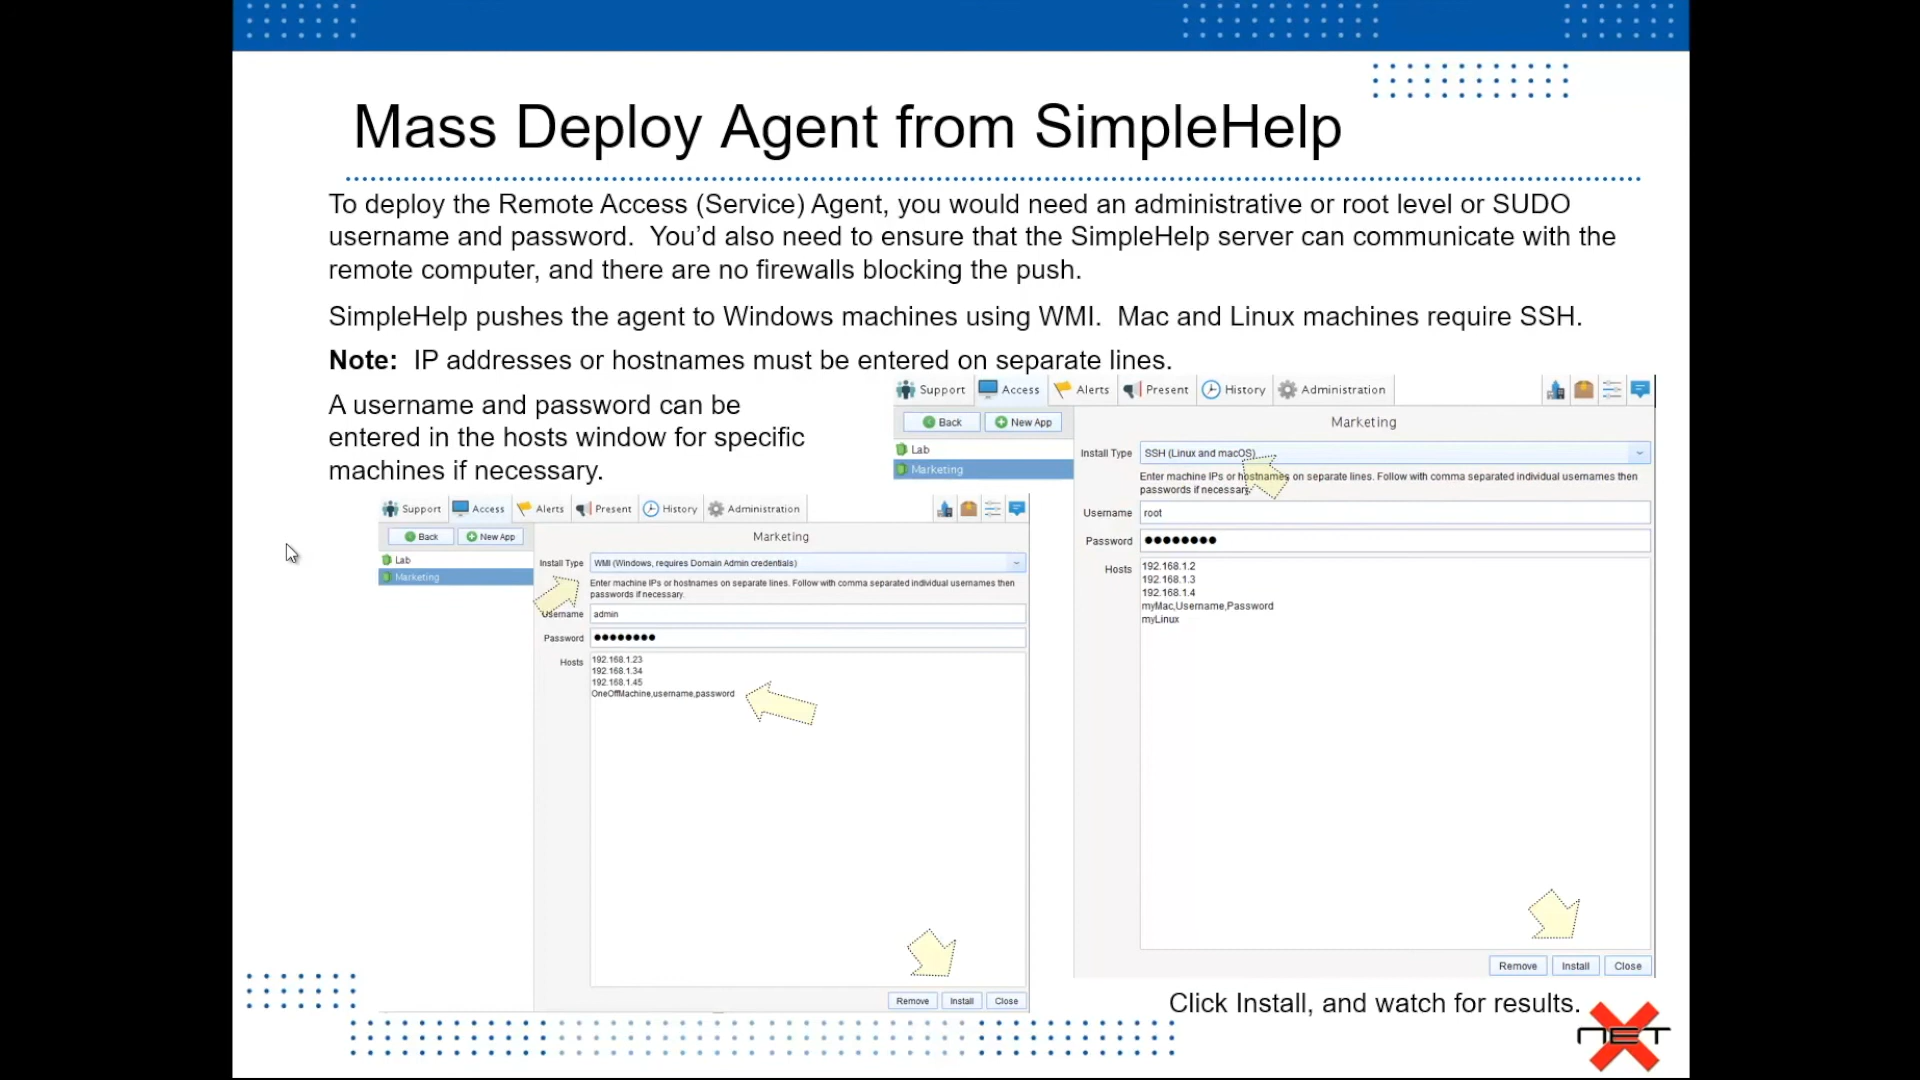 Mass Deploy Agent from SimpleHelp
To deploy the Remote Access (Service) Agent, you would need an administrative or root level or SUDO
username and password.  You'd also need to ensure that the SimpleHelp server can communicate with the
remote computer, and there are no firewalls blocking the push.
SimpleHelp pushes the agent to Windows machines using WMI.  Mac and Linux machines require SSH.
Note:  IP addresses or hostnames must be entered on separate lines.
A username and password can be
entered in the hosts window for specific
machines if necessary.
Support Access Alerts Present History Administration
Back New App
Marketing
Lab
Marketing
Install Type WMI (Windows, requires Domain Admin credentials)
Enter machine IPs or hostnames on separate lines. Follow with comma separated individual usernames then
passwords if necessary.
Username admin
Password ●●●●●●●●
Hosts 192.168.1.23
192.168.1.34
192.168.1.45
OneOffMachine,username,password
Remove Install Close
Support Access Alerts Present History Administration
Back New App
Marketing
Lab
Marketing
Install Type SSH (Linux and macOS)
Enter machine IPs or hostnames on separate lines. Follow with comma separated individual usernames then
passwords if necessary.
Username root
Password ●●●●●●●●
Hosts 192.168.1.2
192.168.1.3
192.168.1.4
myMac,Username,Password
myLinux
Remove Install Close
Click Install, and watch for results.
NET